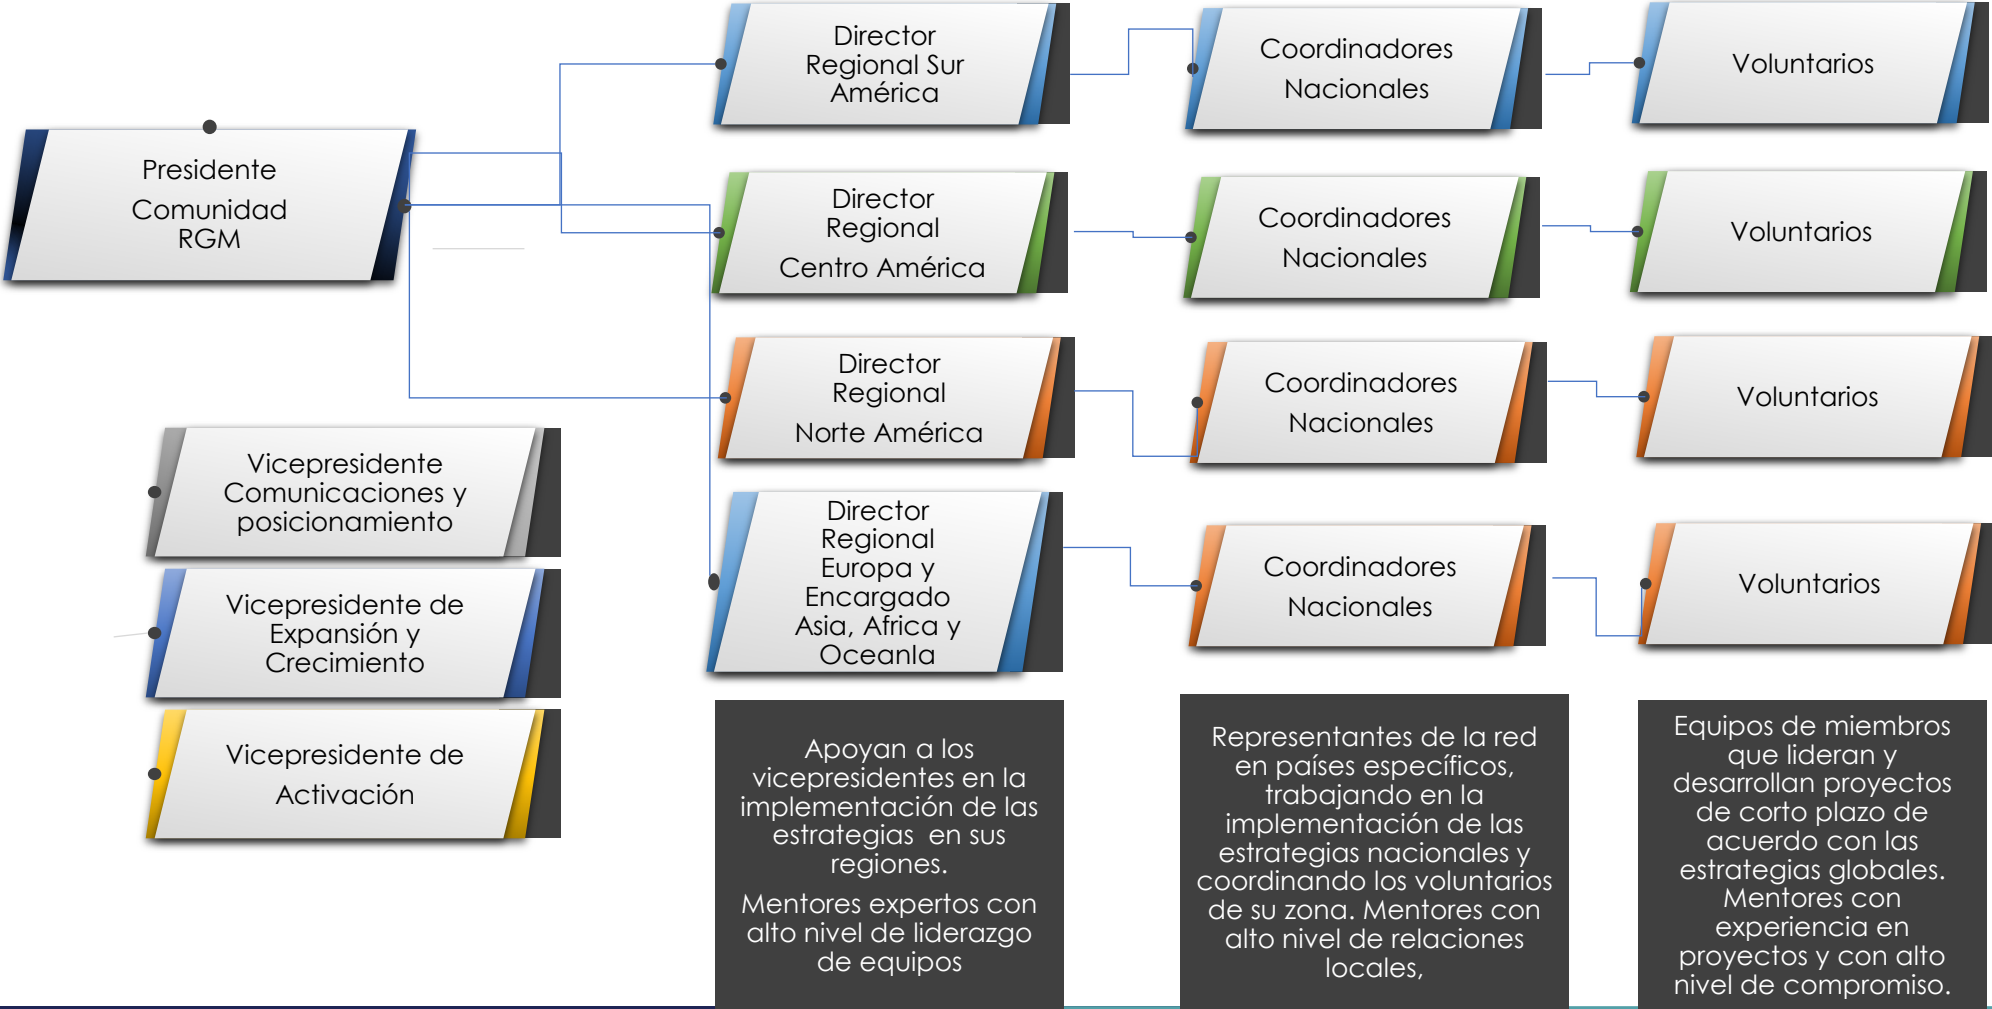 Presidente
Comunidad
RGM
Vicepresidente
Comunicaciones y
posicionamiento
Vicepresidente de
Expansión y
Crecimiento
Vicepresidente de
Activación
Director
Regional Sur
América
Coordinadores
Nacionales
Voluntarios
Director
Regional
Centro América
Coordinadores
Nacionales
Voluntarios
Director
Regional
Norte América
Coordinadores
Nacionales
Voluntarios
Director
Regional
Europa y
Encargado
Asia, Africa y
OceanIa
Coordinadores
Nacionales
Voluntarios
Apoyan a los
vicepresidentes en la
implementación de las
estrategias  en sus
regiones.
Mentores expertos con
alto nivel de liderazgo
de equipos
Representantes de la red
en países específicos,
trabajando en la
implementación de las
estrategias nacionales y
coordinando los voluntarios
de su zona. Mentores con
alto nivel de relaciones
locales,
Equipos de miembros
que lideran y
desarrollan proyectos
de corto plazo de
acuerdo con las
estrategias globales.
Mentores con
experiencia en
proyectos y con alto
nivel de compromiso.